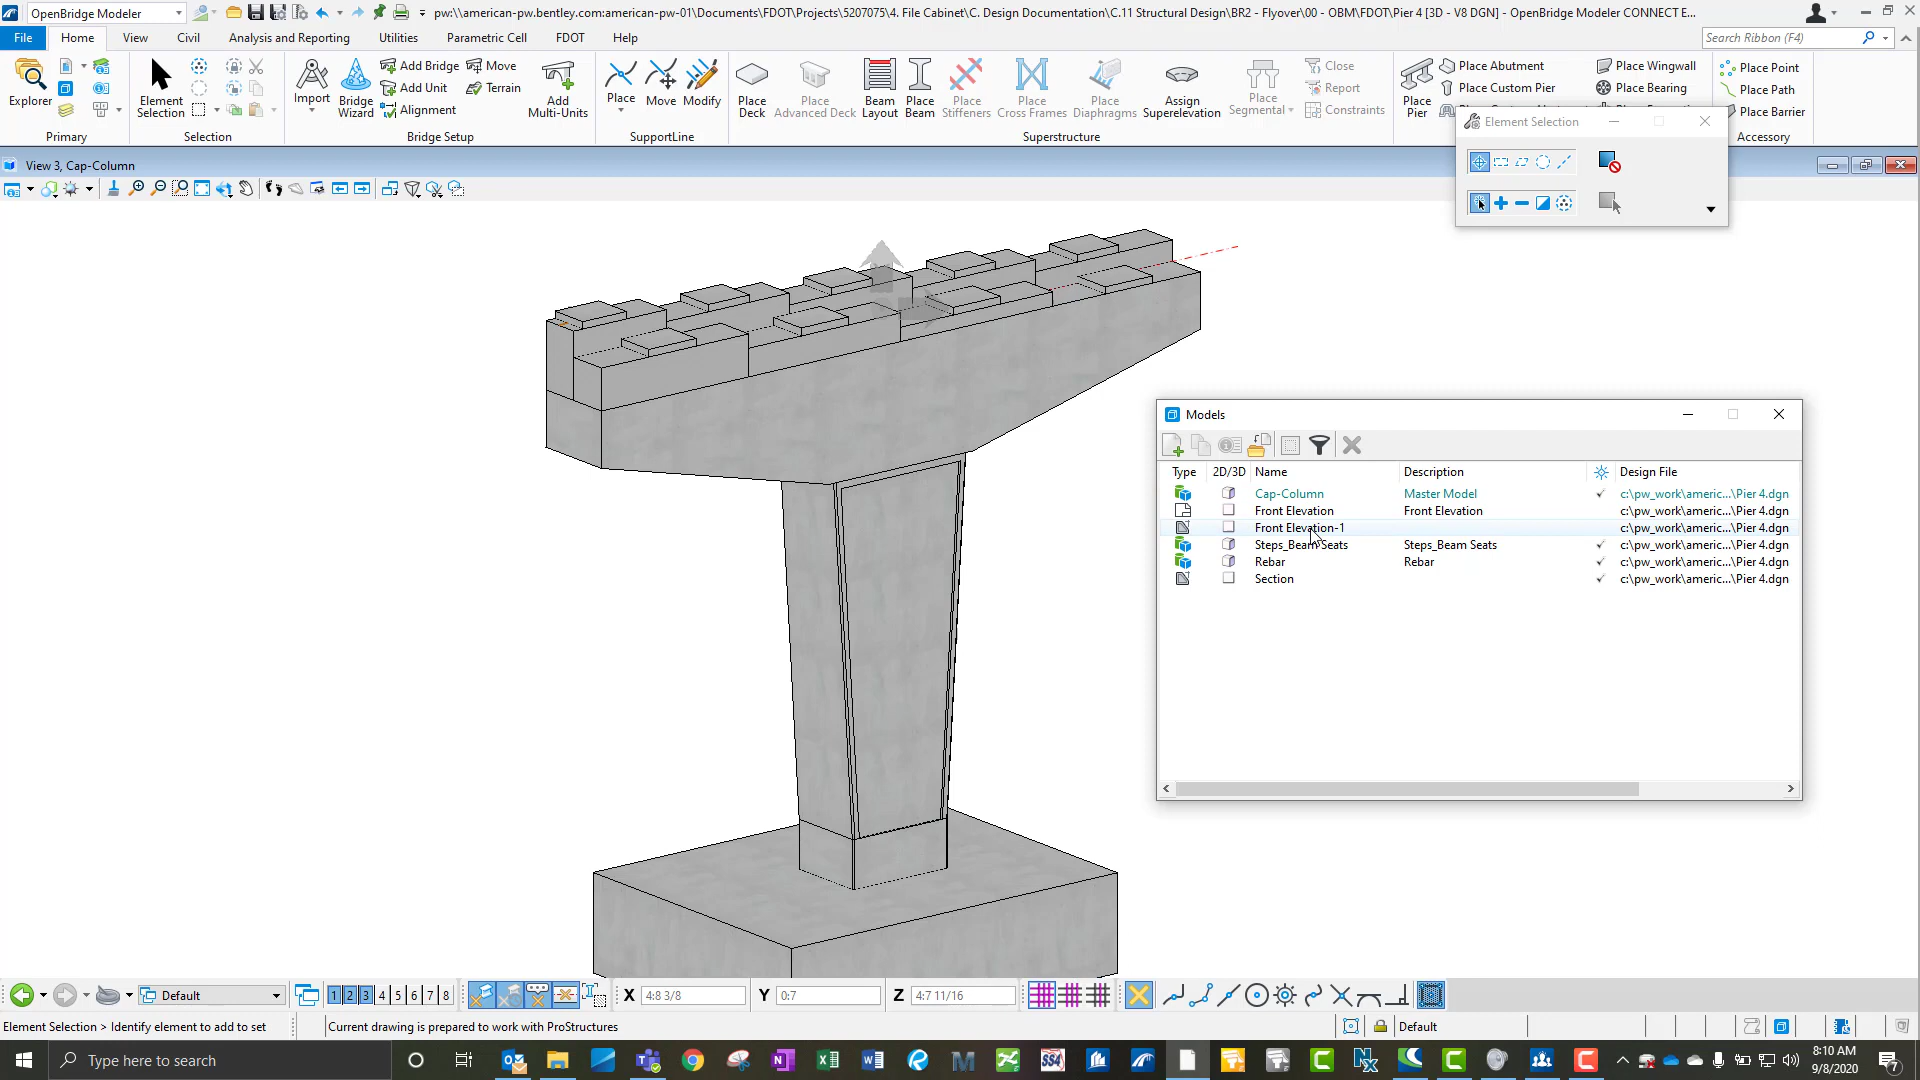 OpenBridge Modeler
pw:\\american-pw.bentley.com:american-pw-01\Documents\FDOT\Projects\5207075\4. File Cabinet\C. Design Documentation\C.11 Structural Design\BR2 - Flyover\00 - OBM\FDOT\Pier 4 [3D - V8 DGN] - OpenBridge Modeler CONNECT E...
File Home View Civil Analysis and Reporting Utilities Parametric Cell FDOT Help
Search Ribbon (F4)
Explorer
Element Selection
Import
Bridge Wizard
Add Bridge
Add Unit
Alignment
Move
Terrain
Add Multi-Units
Place
Move
Modify
Place Deck
Place Advanced Deck
Beam Layout
Place Beam
Place Stiffeners
Place Cross Frames
Place Diaphragms
Assign Superelevation
Place Segmental
Close
Report
Constraints
Place Pier
Place Abutment
Place Custom Pier
Place Wingwall
Place Bearing
Place Point
Place Path
Place Barrier
Primary Selection Bridge Setup SupportLine Superstructure Accessory
Element Selection
View 3, Cap-Column
Models
Type 2D/3D Name Description Design File
Cap-Column Master Model c:\pw_work\americ...\Pier 4.dgn
Front Elevation Front Elevation c:\pw_work\americ...\Pier 4.dgn
Front Elevation-1 c:\pw_work\americ...\Pier 4.dgn
Steps_Beam Seats Steps_Beam Seats c:\pw_work\americ...\Pier 4.dgn
Rebar Rebar c:\pw_work\americ...\Pier 4.dgn
Section c:\pw_work\americ...\Pier 4.dgn
Default 1 2 3 4 5 6 7 8 X 4:8 3/8 Y 0:7 Z 4:7 11/16
Element Selection > Identify element to add to set Current drawing is prepared to work with ProStructures Default
Type here to search
8:10 AM
9/8/2020
7